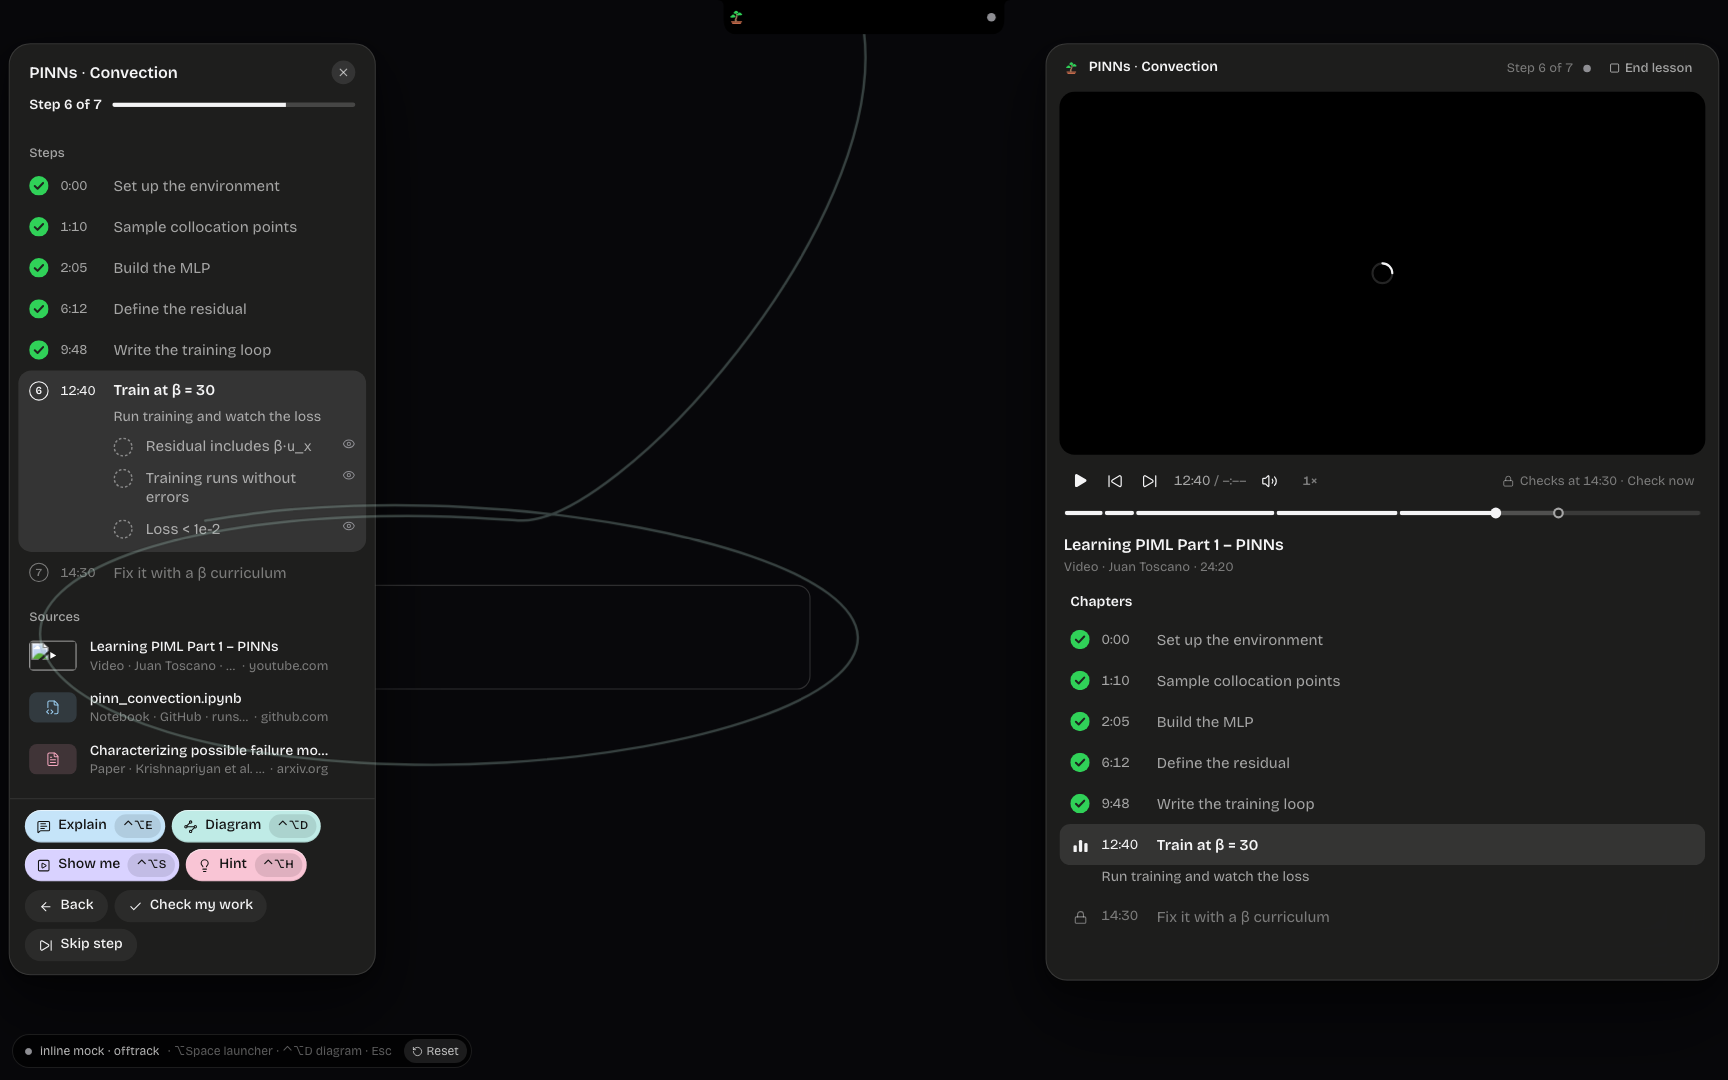 PINNs · Convection
Step 6 of 7
Steps
0:00 Set up the environment
1:10 Sample collocation points
2:05 Build the MLP
6:12 Define the residual
9:48 Write the training loop
6 12:40 Train at β = 30
Run training and watch the loss
Residual includes β·u_x
Training runs without
errors
Loss < 1e-2
7 14:30 Fix it with a β curriculum
Sources
Learning PIML Part 1 – PINNs
Video · Juan Toscano · ... · youtube.com
pinn_convection.ipynb
Notebook · GitHub · runs... · github.com
Characterizing possible failure mo...
Paper · Krishnapriyan et al. ... · arxiv.org
Explain ⌃⌥E Diagram ⌃⌥D
Show me ⌃⌥S Hint ⌃⌥H
Back Check my work
Skip step
inline mock · offtrack · ⌥Space launcher · ⌃⌥D diagram · Esc Reset
PINNs · Convection Step 6 of 7 End lesson
12:40 / –:–– 1× Checks at 14:30 · Check now
Learning PIML Part 1 – PINNs
Video · Juan Toscano · 24:20
Chapters
0:00 Set up the environment
1:10 Sample collocation points
2:05 Build the MLP
6:12 Define the residual
9:48 Write the training loop
12:40 Train at β = 30
Run training and watch the loss
14:30 Fix it with a β curriculum